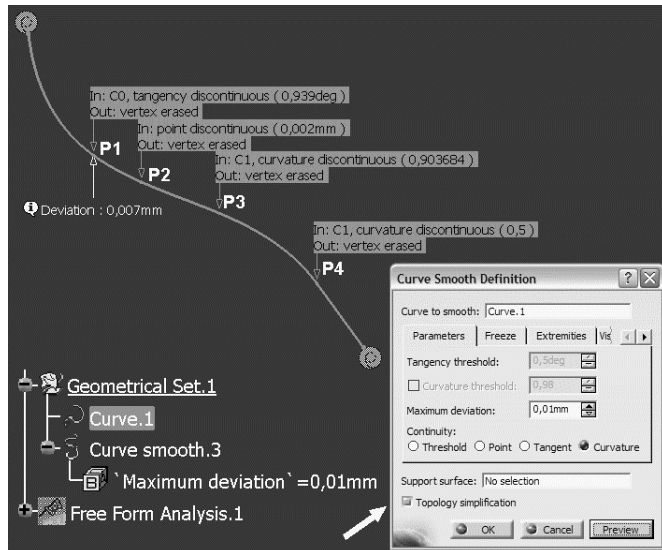 In: C0, tangency discontinuous ( 0,939deg )
Out: vertex erased
P1
In: point discontinuous ( 0,002mm )
Out: vertex erased
P2
In: C1, curvature discontinuous ( 0,903684 )
Out: vertex erased
P3
Deviation : 0,007mm
In: C1, curvature discontinuous ( 0,5 )
Out: vertex erased
P4
Curve Smooth Definition
Curve to smooth: Curve.1
Parameters Freeze Extremities Vis
Tangency threshold: 0,5deg
Curvature threshold: 0,98
Maximum deviation: 0,01mm
Continuity:
Threshold Point Tangent Curvature
Support surface: No selection
Topology simplification
OK Cancel Preview
Geometrical Set.1
Curve.1
Curve smooth.3
`Maximum deviation`=0,01mm
Free Form Analysis.1